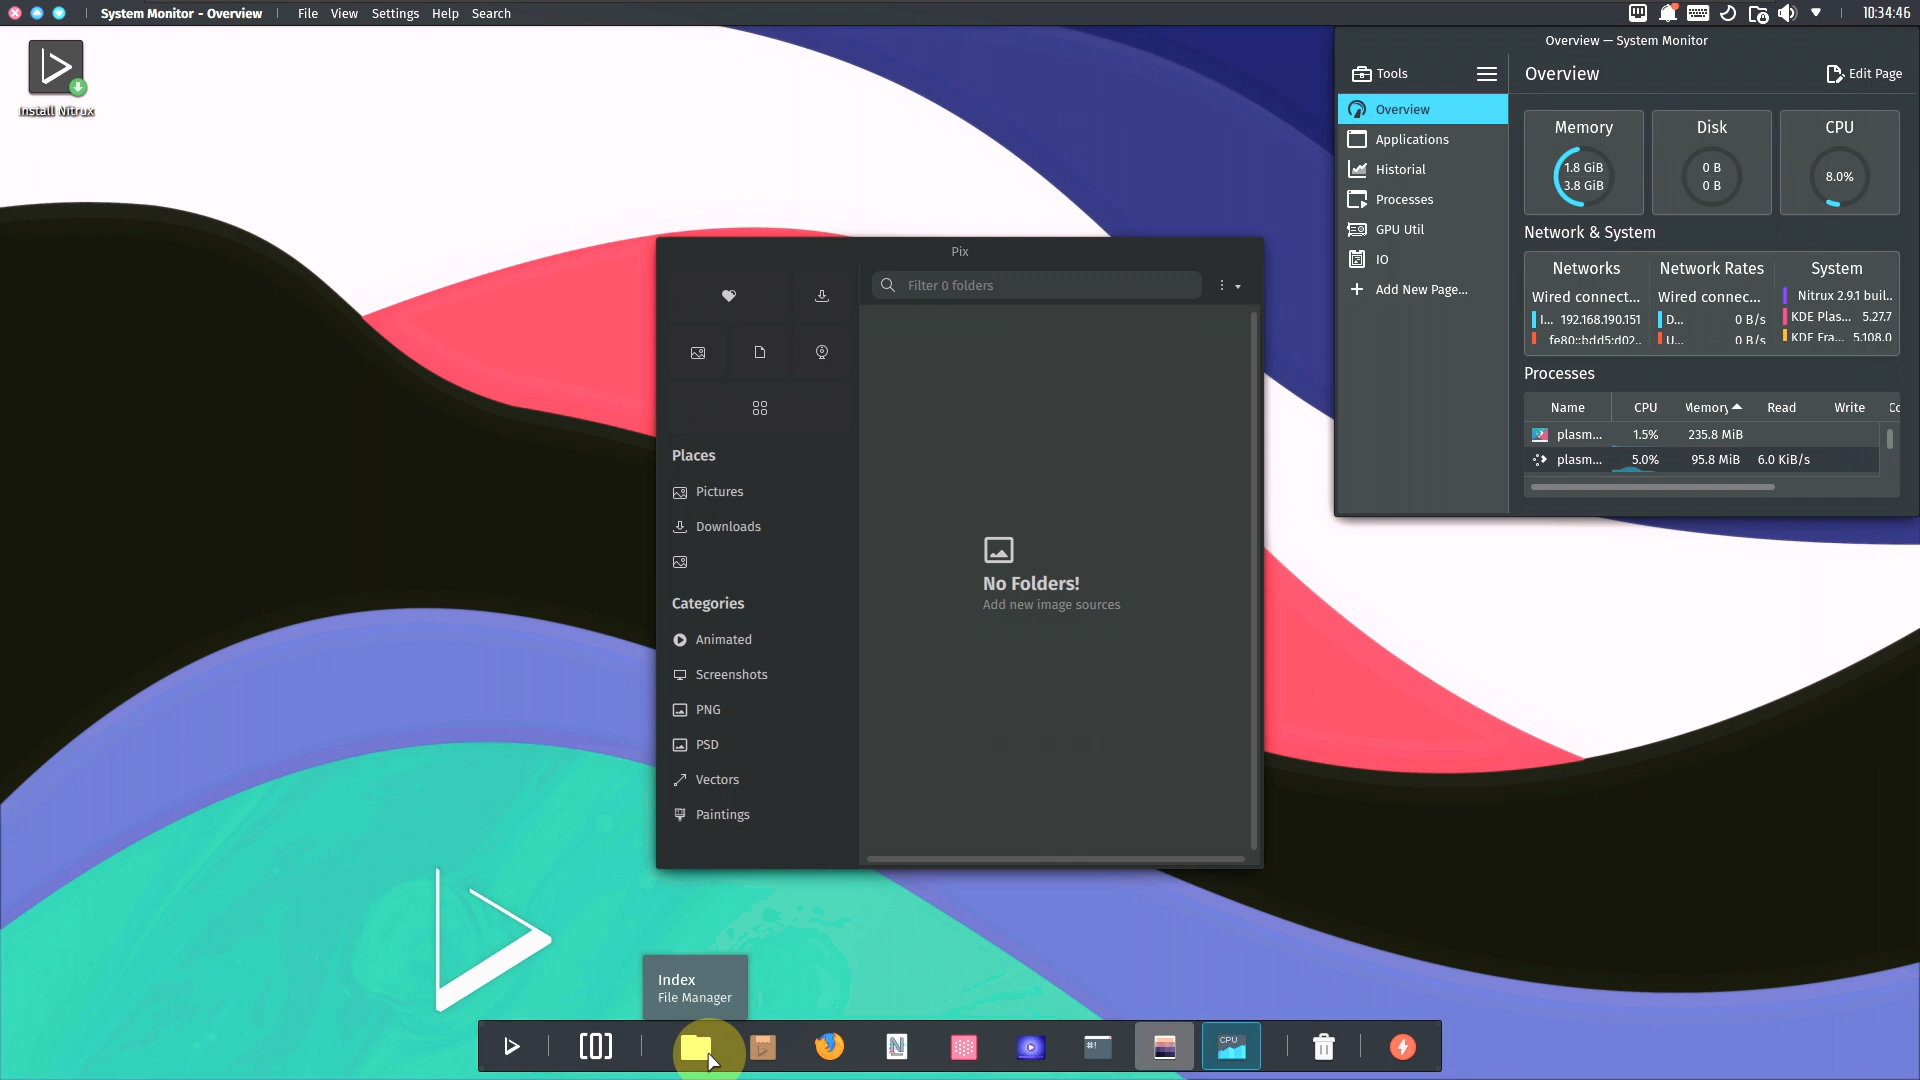 System Monitor - Overview
File View Settings Help Search
10:34:46
Install Nitrux
Overview — System Monitor
Tools
Overview
Edit Page
Overview
Applications
Historial
Processes
GPU Util
IO
Add New Page...
Memory
1.8 GiB
3.8 GiB
Disk
0 B
0 B
CPU
8.0%
Network & System
Networks
Wired connect...
I... 192.168.190.151
fe80::bdd5:d02..
Network Rates
Wired connec...
D... 0 B/s
U... 0 B/s
System
Nitrux 2.9.1 buil..
KDE Plas... 5.27.7
KDE Fra... 5.108.0
Processes
Name CPU Memory Read Write Cc
plasm... 1.5% 235.8 MiB
plasm... 5.0% 95.8 MiB 6.0 KiB/s
Pix
Filter 0 folders
Places
Pictures
Downloads
Categories
Animated
Screenshots
PNG
PSD
Vectors
Paintings
No Folders!
Add new image sources
Index
File Manager
N
#!
CPU